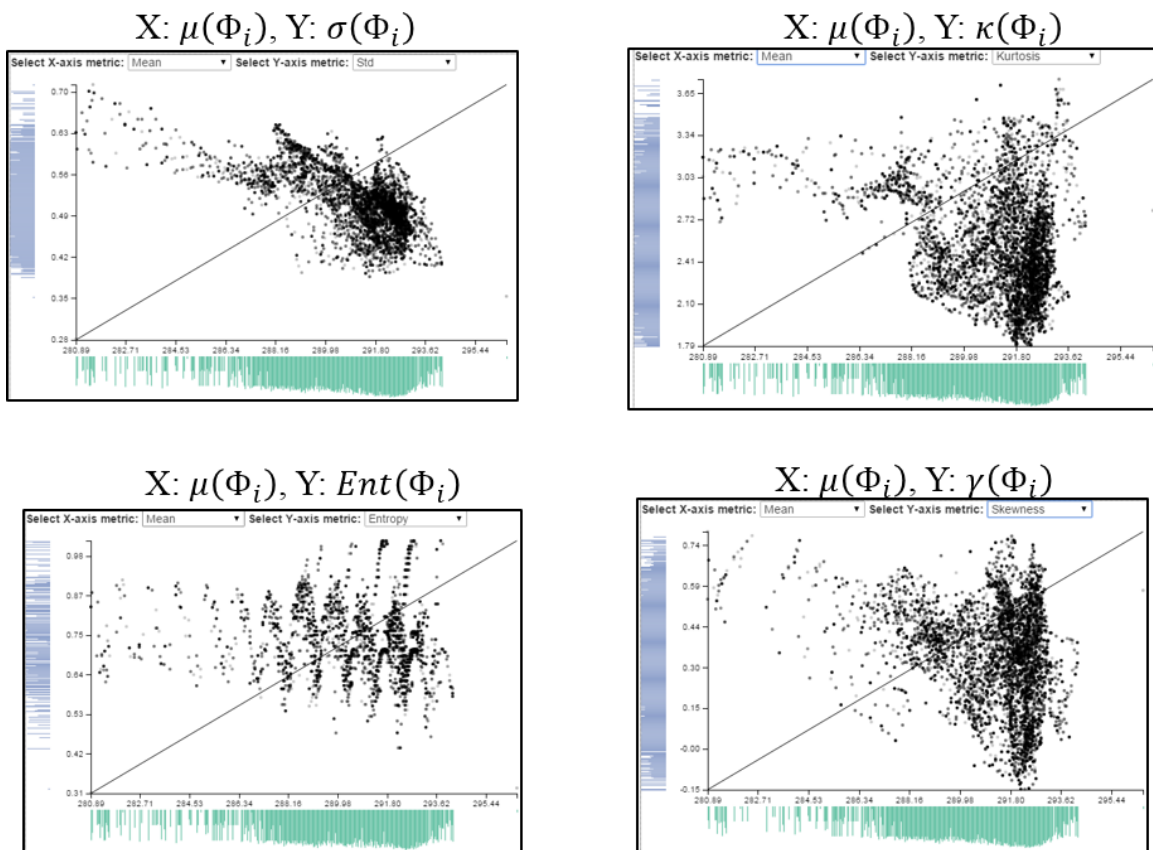 X: μ(Φᵢ), Y: σ(Φᵢ)
Select X-axis metric: Mean Select Y-axis metric: Std
0.70
0.63
0.56
0.49
0.42
0.35
0.28
280.89 282.71 284.53 286.34 288.16 289.98 291.80 293.62 295.44
X: μ(Φᵢ), Y: κ(Φᵢ)
Select X-axis metric: Mean Select Y-axis metric: Kurtosis
3.65
3.34
3.03
2.72
2.41
2.10
1.79
280.89 282.71 284.53 286.34 288.16 289.98 291.80 293.62 295.44
X: μ(Φᵢ), Y: Ent(Φᵢ)
Select X-axis metric: Mean Select Y-axis metric: Entropy
0.98
0.87
0.75
0.64
0.53
0.42
0.31
280.89 282.71 284.53 286.34 288.16 289.98 291.80 293.62 295.44
X: μ(Φᵢ), Y: γ(Φᵢ)
Select X-axis metric: Mean Select Y-axis metric: Skewness
0.74
0.59
0.44
0.30
0.15
-0.00
-0.15
280.89 282.71 284.53 286.34 288.16 289.98 291.80 293.62 295.44